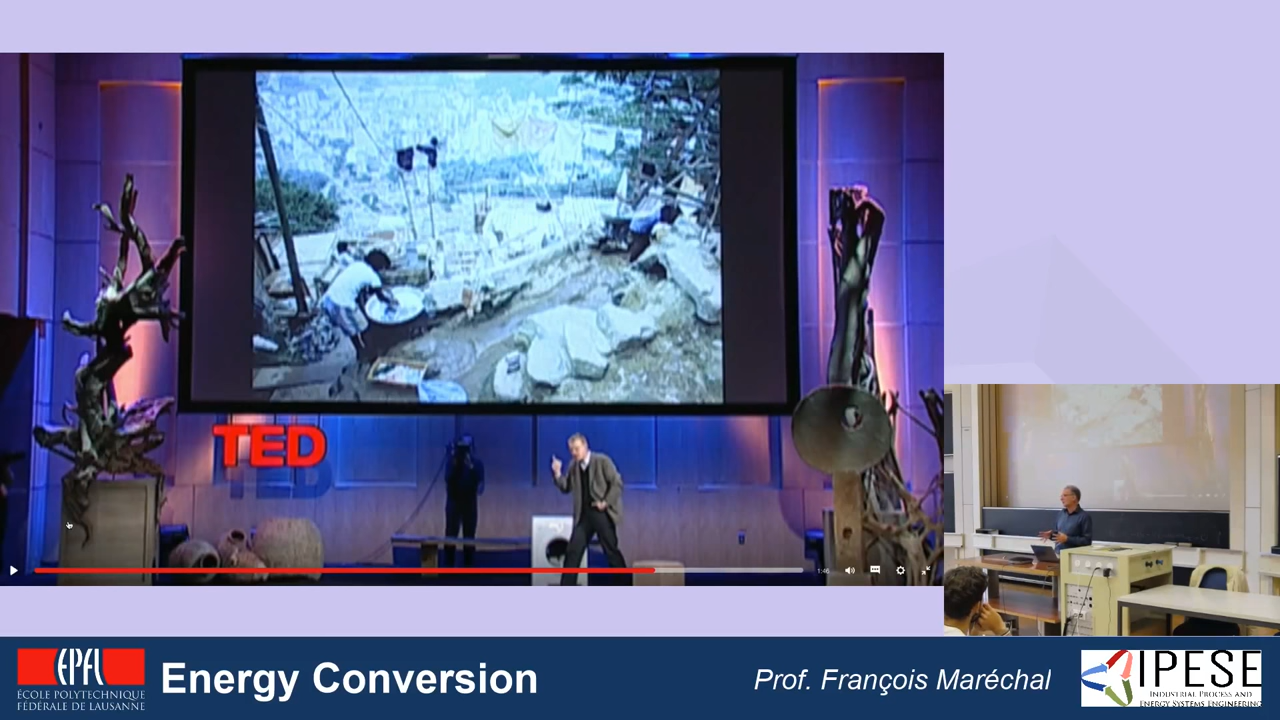 TED
1:46
EPFL
ÉCOLE POLYTECHNIQUE
FÉDÉRALE DE LAUSANNE
Energy Conversion
Prof. François Maréchal
IPESE
INDUSTRIAL PROCESS AND
ENERGY SYSTEMS ENGINEERING